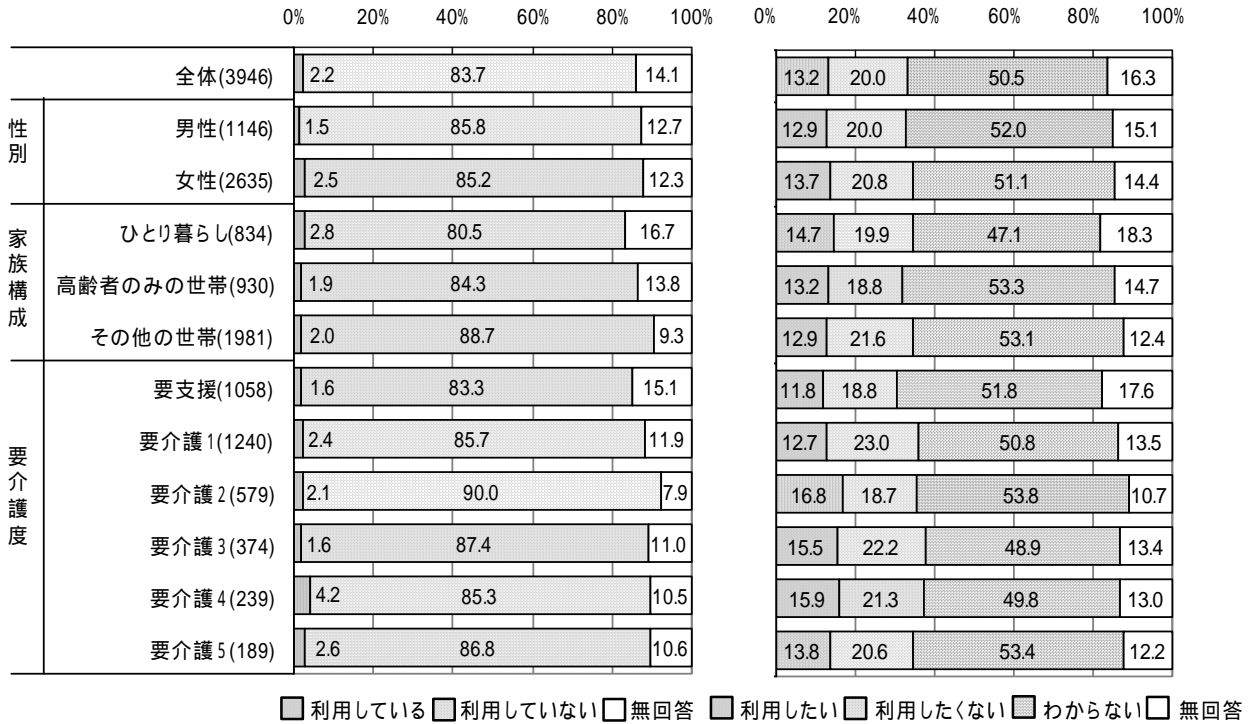 0% 20% 40% 60% 80% 100% 0% 20% 40% 60% 80% 100%
全体(3946) 2.2 83.7 14.1 13.2 20.0 50.5 16.3
性別
男性(1146) 1.5 85.8 12.7 12.9 20.0 52.0 15.1
女性(2635) 2.5 85.2 12.3 13.7 20.8 51.1 14.4
家族構成
ひとり暮らし(834) 2.8 80.5 16.7 14.7 19.9 47.1 18.3
高齢者のみの世帯(930) 1.9 84.3 13.8 13.2 18.8 53.3 14.7
その他の世帯(1981) 2.0 88.7 9.3 12.9 21.6 53.1 12.4
要介護度
要支援(1058) 1.6 83.3 15.1 11.8 18.8 51.8 17.6
要介護1(1240) 2.4 85.7 11.9 12.7 23.0 50.8 13.5
要介護2(579) 2.1 90.0 7.9 16.8 18.7 53.8 10.7
要介護3(374) 1.6 87.4 11.0 15.5 22.2 48.9 13.4
要介護4(239) 4.2 85.3 10.5 15.9 21.3 49.8 13.0
要介護5(189) 2.6 86.8 10.6 13.8 20.6 53.4 12.2
利用している 利用していない 無回答 利用したい 利用したくない わからない 無回答